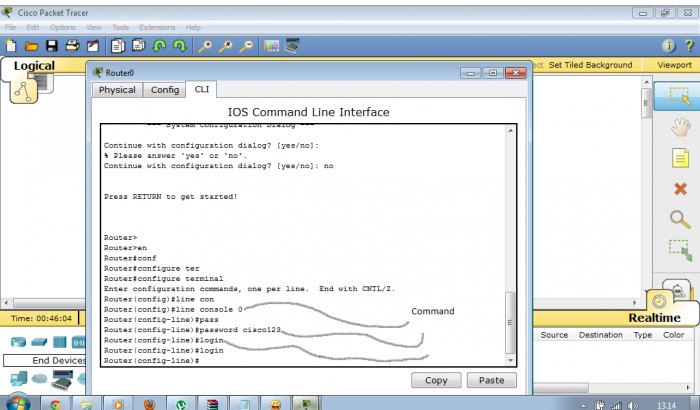 Cisco Packet Tracer
File Edit Options View Tools Extensions Help
Logical
Set Tiled Background
Viewport
Router0
Physical
Config
CLI
IOS Command Line Interface
--- System Configuration Dialog ---
Continue with configuration dialog? [yes/no]:
% Please answer 'yes' or 'no'.
Continue with configuration dialog? [yes/no]: no
Press RETURN to get started!
Router>
Router>en
Router#conf
Router#configure ter
Router#configure terminal
Enter configuration commands, one per line. End with CNTL/Z.
Router(config)#line con
Router(config)#line console 0
Router(config-line)#pass
Router(config-line)#password cisco123
Router(config-line)#login
Router(config-line)#login
Router(config-line)#
Command
Copy
Paste
Time: 00:46:04
Realtime
Source Destination Type Color
End Devices
13.14